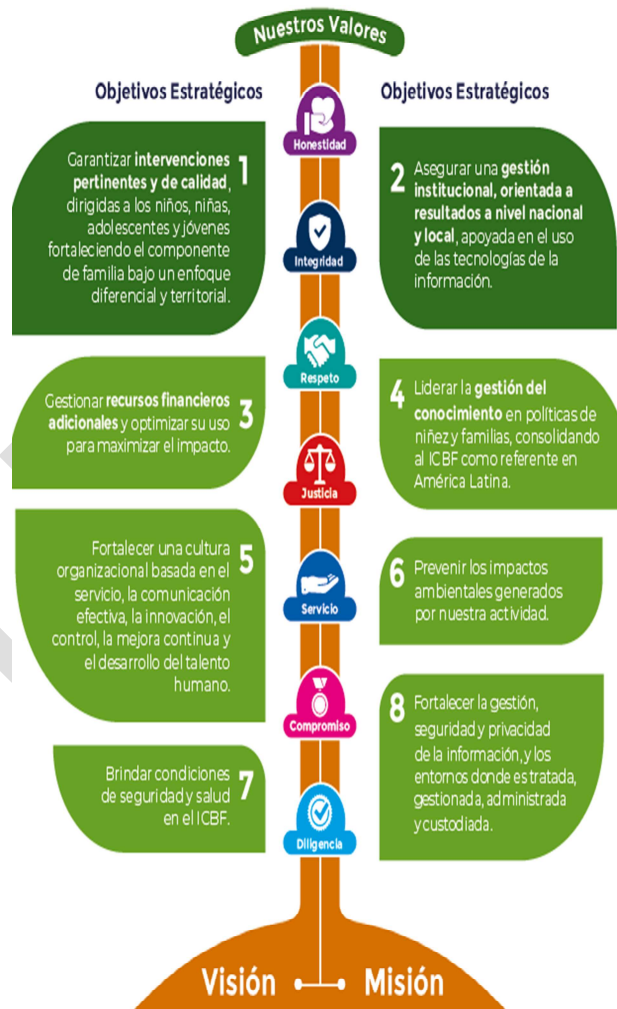 Nuestros Valores
Objetivos Estratégicos
Objetivos Estratégicos
Honestidad
1
Garantizar intervenciones
pertinentes y de calidad,
dirigidas a los niños, niñas,
adolescentes y jóvenes
fortaleciendo el componente
de familia bajo un enfoque
diferencial y territorial.
2
Asegurar una gestión
institucional, orientada a
resultados a nivel nacional
y local, apoyada en el uso
de las tecnologías de la
información.
Integridad
Respeto
3
Gestionar recursos financieros
adicionales y optimizar su uso
para maximizar el impacto.
4
Liderar la gestión del
conocimiento en políticas de
niñez y familias, consolidando
al ICBF como referente en
América Latina.
Justicia
5
Fortalecer una cultura
organizacional basada en el
servicio, la comunicación
efectiva, la innovación, el
control, la mejora continua y
el desarrollo del talento
humano.
6
Prevenir los impactos
ambientales generados
por nuestra actividad.
Servicio
Compromiso
7
Brindar condiciones
de seguridad y salud
en el ICBF.
8
Fortalecer la gestión,
seguridad y privacidad
de la información, y los
entornos donde es tratada,
gestionada, administrada
y custodiada.
Diligencia
Visión
Misión